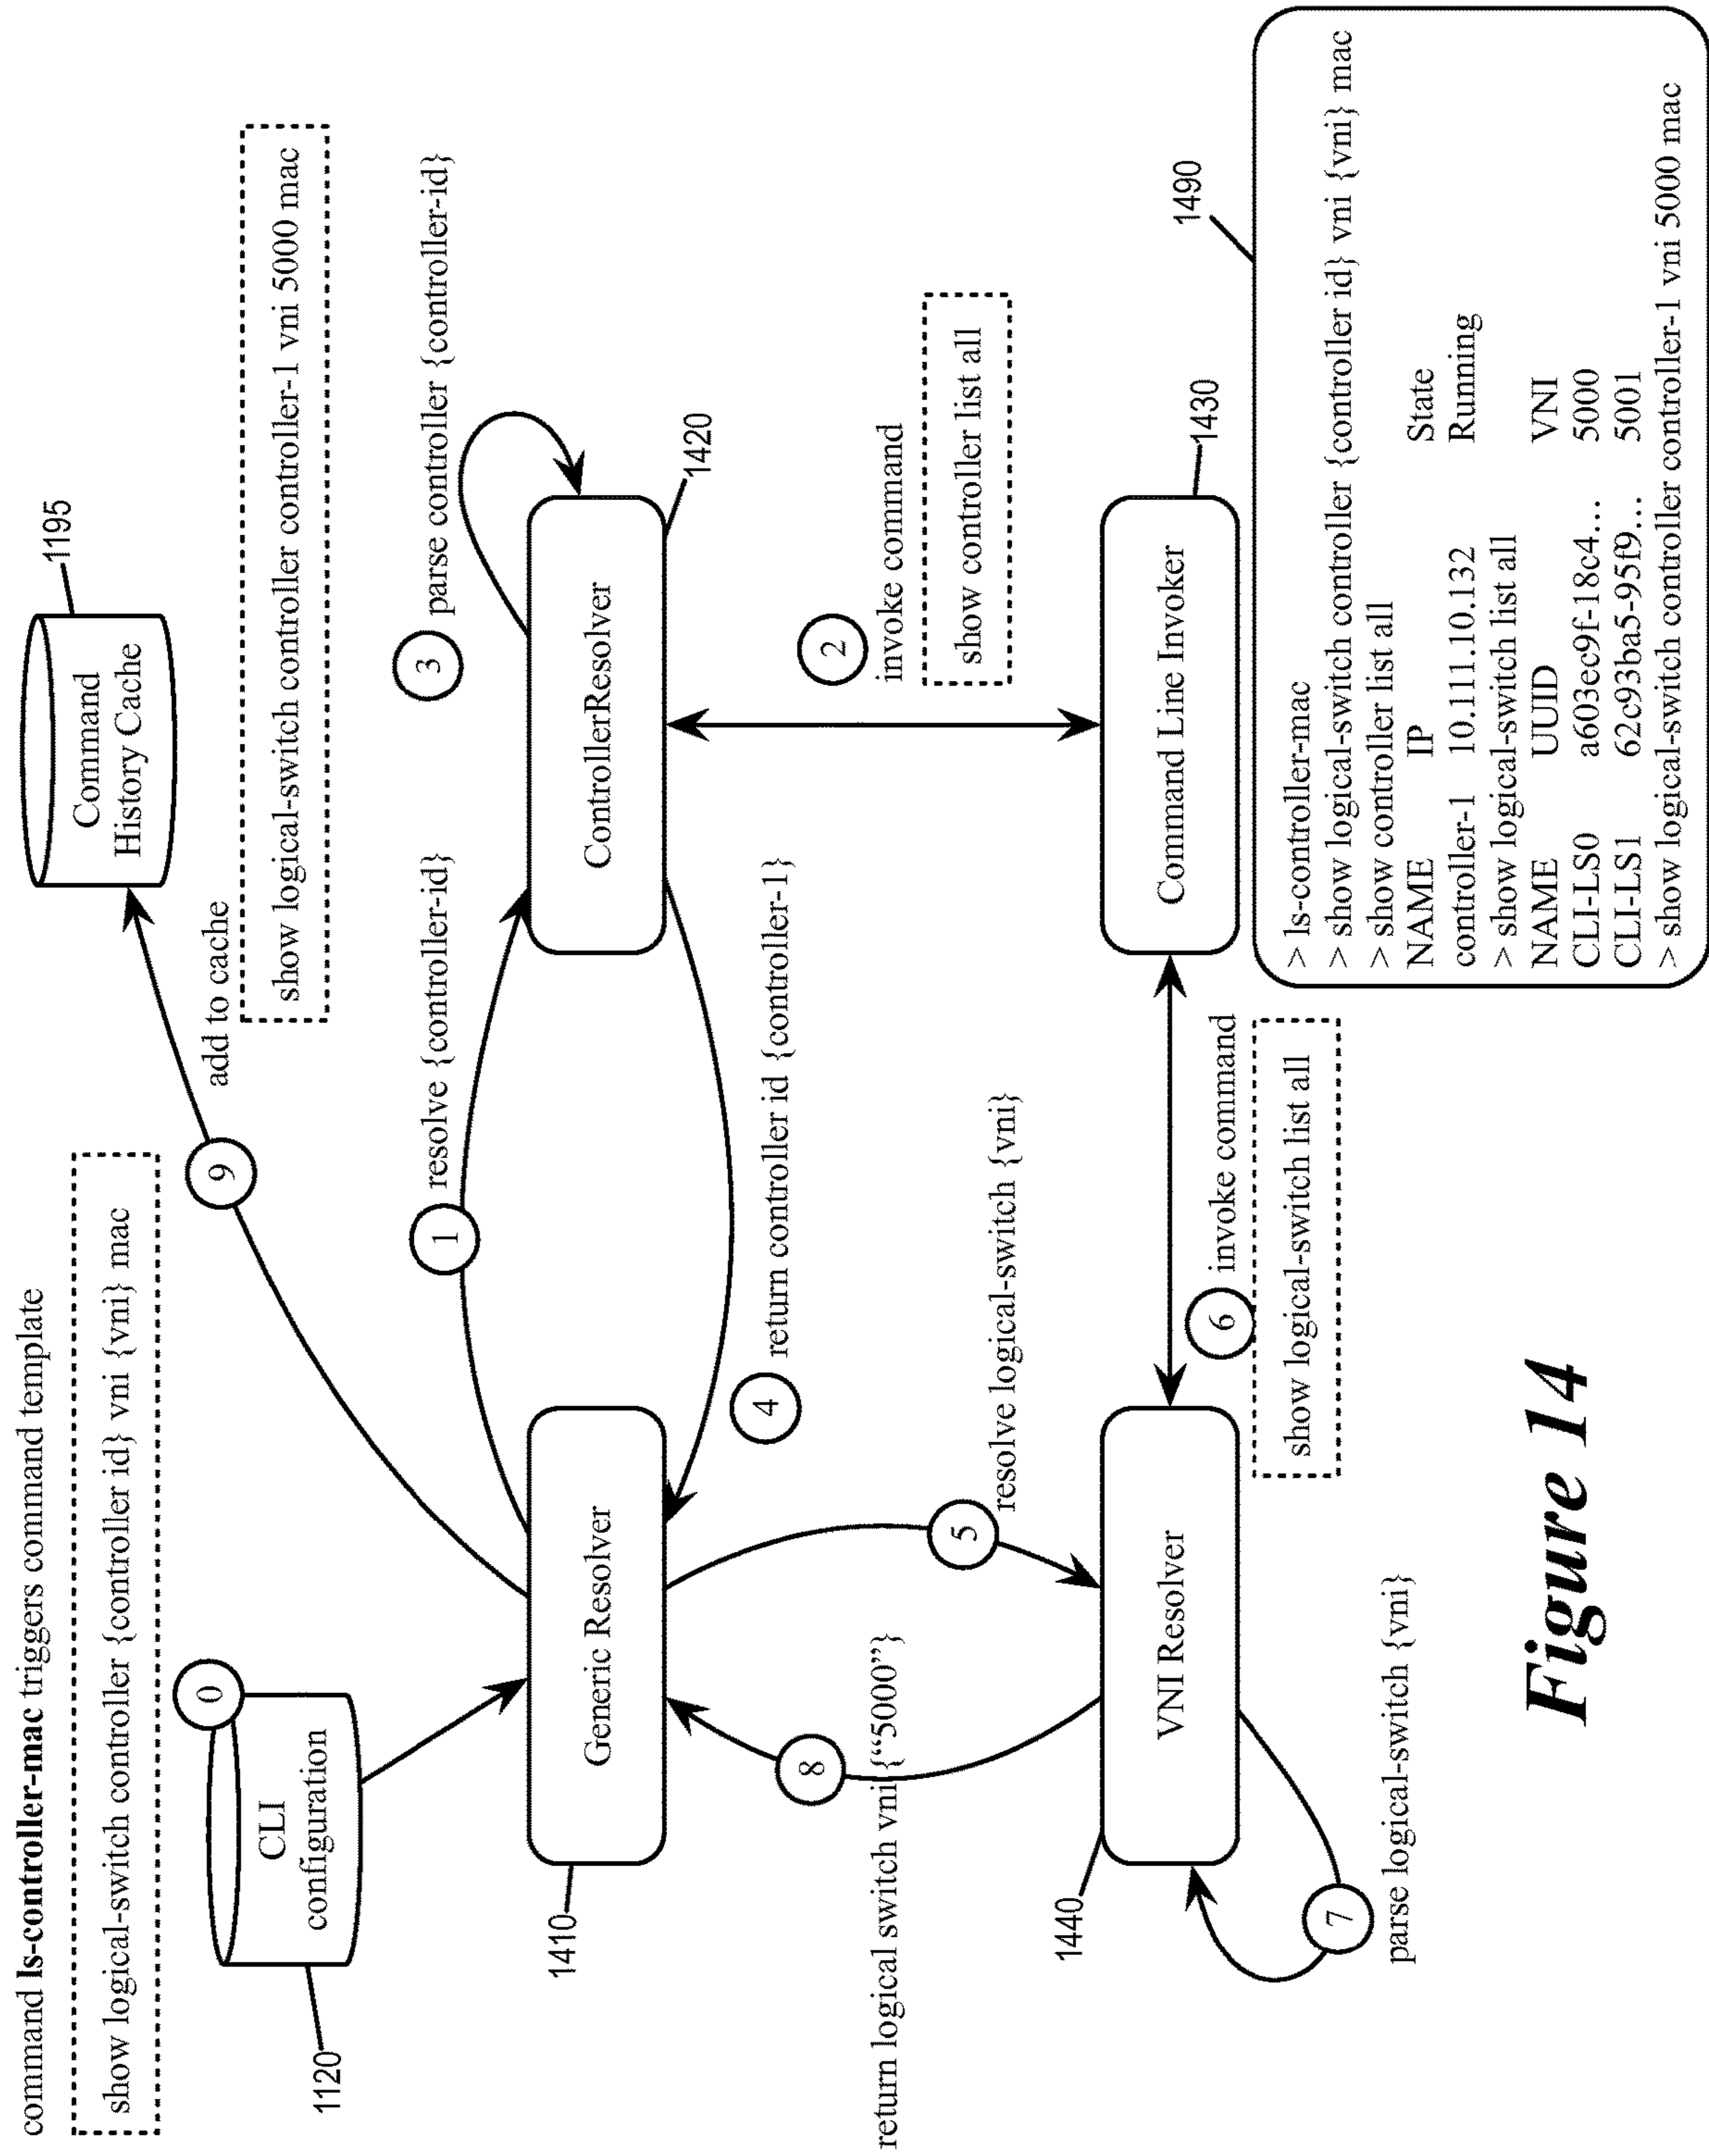 command ls-controller-mac triggers command template
show logical-switch controller {controller id} vni {vni} mac
0
CLI
configuration
1120
9
add to cache
Command
History Cache
1195
show logical-switch controller controller-1 vni 5000 mac
1
resolve {controller-id}
3
parse controller {controller-id}
Generic Resolver
1410
ControllerResolver
1420
4
return controller id {controller-1}
2
invoke command
show controller list all
5
resolve logical-switch {vni}
8
return logical switch vni {“5000”}
VNI Resolver
1440
Command Line Invoker
1430
6
invoke command
show logical-switch list all
7
parse logical-switch {vni}
1490
> ls-controller-mac
> show logical-switch controller {controller id} vni {vni} mac
> show controller list all
NAME IP State
controller-1 10.111.10.132 Running
> show logical-switch list all
NAME UUID VNI
CLI-LS0 a603ec9f-18c4... 5000
CLI-LS1 62c93ba5-95f9... 5001
> show logical-switch controller controller-1 vni 5000 mac
Figure 14